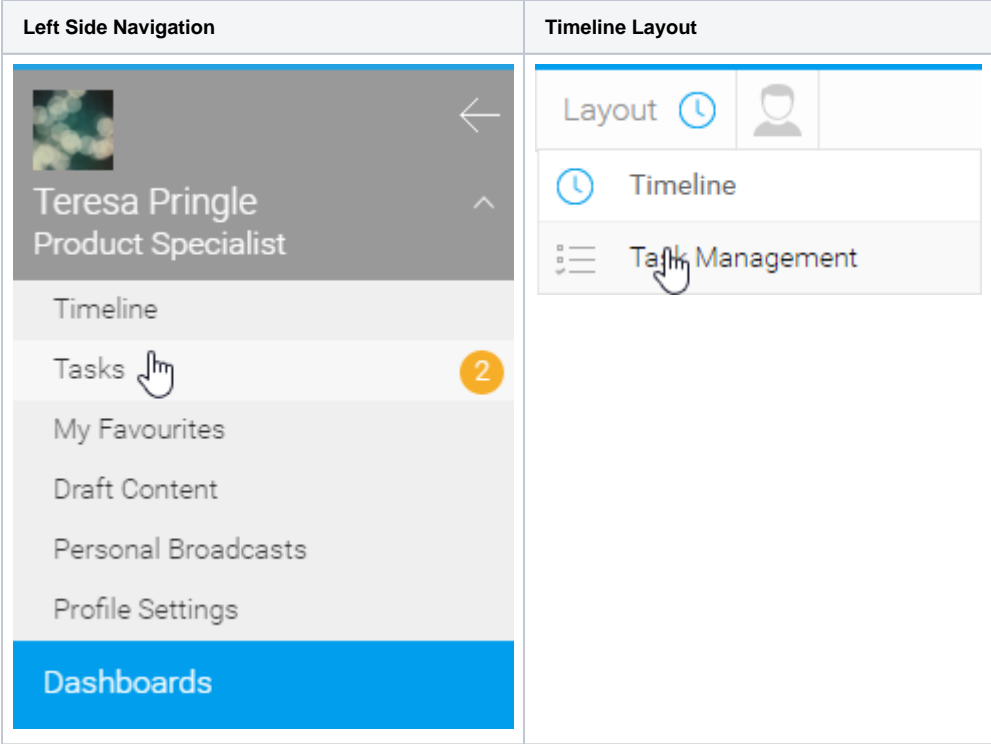 Left Side Navigation
Timeline Layout
Teresa Pringle
Product Specialist
Timeline
Tasks 2
My Favourites
Draft Content
Personal Broadcasts
Profile Settings
Dashboards
Layout
Timeline
Task Management